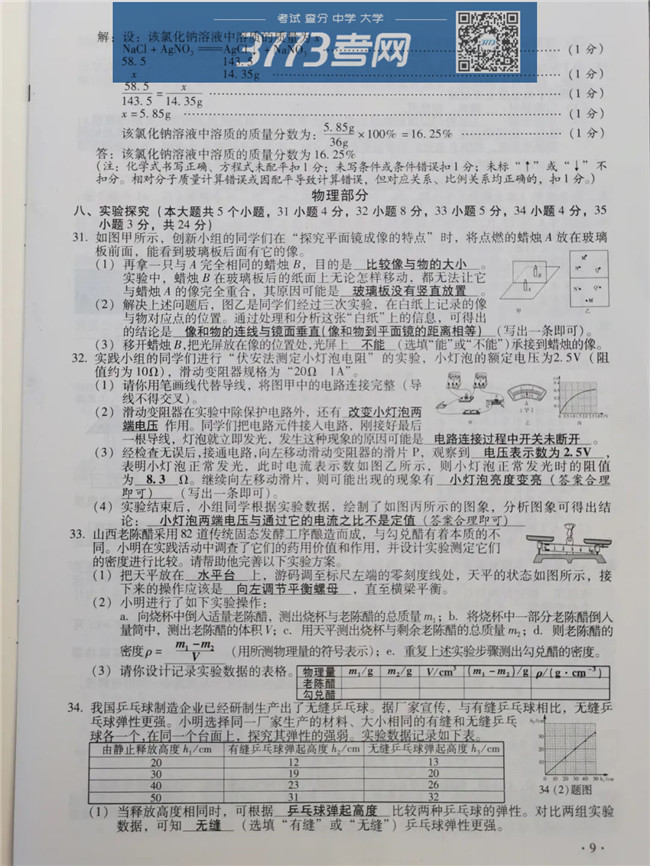 考试 查分 中学 大学
3773考网
解：设：该氯化钠溶液中溶质的质量为x
NaCl + AgNO₃ ══ AgCl↓ + NaNO₃ (1 分)
58. 5 143. 5
x 14. 35g (1 分)
58. 5/143. 5 = x/14. 35g (1 分)
x = 5. 85g (1 分)
该氯化钠溶液中溶质的质量分数为: 5. 85g/36g ×100% = 16. 25% (1 分)
答：该氯化钠溶液中溶质的质量分数为 16. 25%
(注：化学式书写正确、方程式未配平扣 1 分；未写条件或条件错误扣 1 分；未标“↑”或“↓”不
扣分。相对分子质量计算错误或因配平导致计算错误，但对应关系、比例关系均正确的，扣 1 分。)
物理部分
八、实验探究 (本大题共 5 个小题，31 小题 4 分，32 小题 8 分，33 小题 5 分，34 小题 4 分，35
小题 3 分，共 24 分)
31. 如图甲所示，创新小组的同学们在“探究平面镜成像的特点”时，将点燃的蜡烛 A 放在玻璃
板前面，能看到玻璃板后面有它的像。
(1) 再拿一只与 A 完全相同的蜡烛 B，目的是 比较像与物的大小 。
实验中，蜡烛 B 在玻璃板后的纸面上无论怎样移动，都无法让它
与蜡烛 A 的像完全重合，其原因可能是 玻璃板没有竖直放置 。
甲 乙
(2) 解决上述问题后，图乙是同学们经过三次实验，在白纸上记录的像
与物对应点的位置。通过处理和分析这张“白纸”上的信息，可得出
的结论是 像和物的连线与镜面垂直(像和物到平面镜的距离相等) (写出一条即可)。
(3) 移开蜡烛 B,把光屏放在像的位置处,光屏上 不能 (选填“能”或“不能”)承接到蜡烛的像。
32. 实践小组的同学们进行“伏安法测定小灯泡电阻”的实验，小灯泡的额定电压为2. 5V (阻
值约为 10Ω)，滑动变阻器规格为“20Ω 1A”。
(1) 请你用笔画线代替导线，将图甲中的电路连接完整 (导
线不得交叉)。
(2) 滑动变阻器在实验中除保护电路外，还有 改变小灯泡两
端电压 作用。同学们把电路元件接入电路，刚接好最后
甲 乙 丙
一根导线，灯泡就立即发光，发生这种现象的原因可能是 电路连接过程中开关未断开 。
(3) 经检查无误后,接通电路,向左移动滑动变阻器的滑片 P，观察到 电压表示数为 2. 5V ，
表明小灯泡正常发光，此时电流表示数如图乙所示，则小灯泡正常发光时的阻值
为 8. 3 Ω。继续向左移动滑片，则可能出现的现象有 小灯泡亮度变亮 (答案合理
即可) (写出一条即可)。
(4) 实验结束后，小组同学根据实验数据，绘制了如图丙所示的图象，分析图象可得出结
论： 小灯泡两端电压与通过它的电流之比不是定值 (答案合理即可)
33. 山西老陈醋采用 82 道传统固态发酵工序酿造而成，与勾兑醋有着本质的不
同。小明在实践活动中调查了它们的药用价值和作用，并设计实验测定它们
的密度进行比较。请帮助他完善以下实验方案。
(1) 把天平放在 水平台 上，游码调至标尺左端的零刻度线处，天平的状态如图所示，接
下来的操作应该是 向左调节平衡螺母 ，直至横梁平衡。
(2) 小明进行了如下实验操作：
a. 向烧杯中倒入适量老陈醋，测出烧杯与老陈醋的总质量 m₁；b. 将烧杯中一部分老陈醋倒入
量筒中，测出老陈醋的体积 V；c. 用天平测出烧杯与剩余老陈醋的总质量 m₂；d. 则老陈醋的
密度 ρ = m₁ − m₂/V (用所测物理量的符号表示)；e. 重复上述实验步骤测出勾兑醋的密度。
(3) 请你设计记录实验数据的表格。
物理量 m₁/g m₂/g V/cm³ (m₁ − m₂)/g ρ/(g · cm⁻³)
老陈醋
勾兑醋
34. 我国乒乓球制造企业已经研制生产出了无缝乒乓球。据厂家宣传，与有缝乒乓球相比，无缝乒
乓球弹性更强。小明选择同一厂家生产的材料、大小相同的有缝和无缝乒乓
球各一个,在同一个台面上，探究其弹性的强弱。实验数据记录如下表。
由静止释放高度 h₁/cm 有缝乒乓球弹起高度 h₂/cm 无缝乒乓球弹起高度 h₃/cm
20 12 13
30 19 20
40 23 26
50 31 32
34 (2)题图
(1) 当释放高度相同时，可根据 乒乓球弹起高度 比较两种乒乓球的弹性。对比两组实验
数据，可知 无缝 (选填“有缝”或“无缝”) 乒乓球弹性更强。
· 9 ·